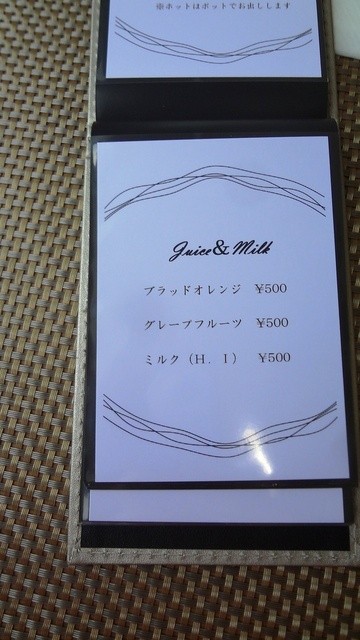 ※ホットはポットでお出しします
Juice & Milk
ブラッドオレンジ ¥500
グレープフルーツ ¥500
ミルク（H．I） ¥500